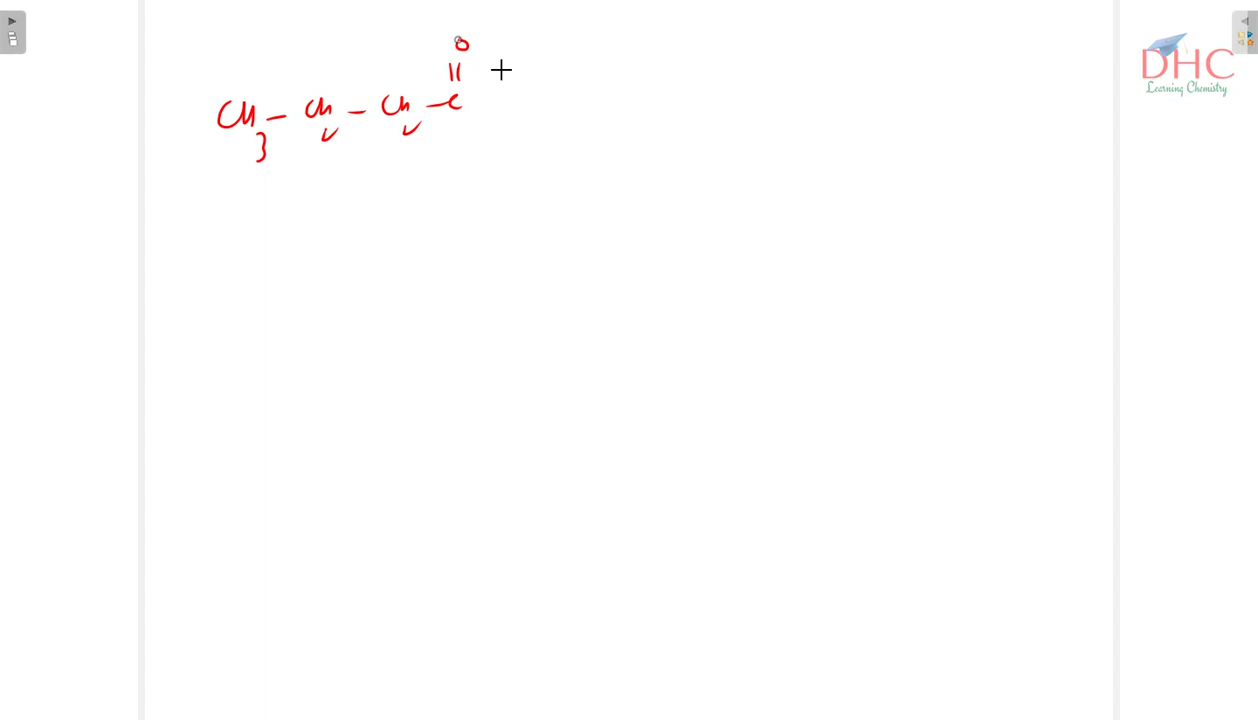 O
||
CH3 - CH2 - CH2 - C
DHC
Learning Chemistry